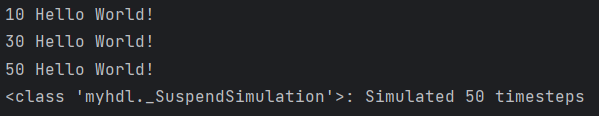 10 Hello World!
30 Hello World!
50 Hello World!
<class 'myhdl._SuspendSimulation'>: Simulated 50 timesteps